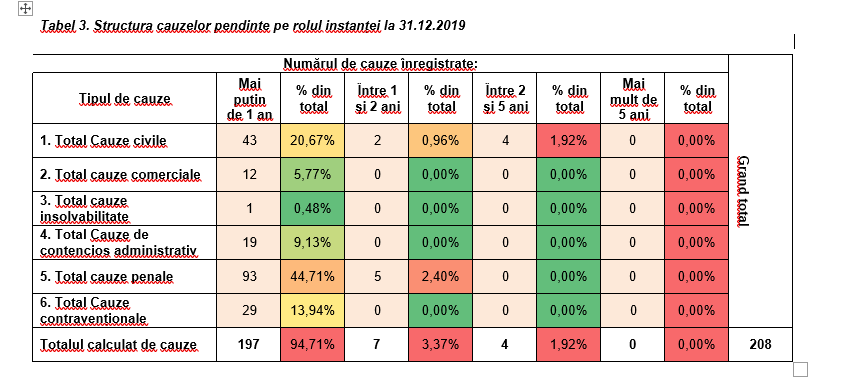 Tabel 3. Structura cauzelor pendinte pe rolul instanței la 31.12.2019
Numărul de cauze înregistrate:
Tipul de cauze
Mai
puțin
de 1 an
% din
total
Între 1
și 2 ani
% din
total
Între 2
și 5 ani
% din
total
Mai
mult de
5 ani
% din
total
Grand total
1. Total Cauze civile 43 20,67% 2 0,96% 4 1,92% 0 0,00%
2. Total cauze comerciale 12 5,77% 0 0,00% 0 0,00% 0 0,00%
3. Total cauze
insolvabilitate 1 0,48% 0 0,00% 0 0,00% 0 0,00%
4. Total Cauze de
contencios administrativ 19 9,13% 0 0,00% 0 0,00% 0 0,00%
5. Total cauze penale 93 44,71% 5 2,40% 0 0,00% 0 0,00%
6. Total Cauze
contravenționale 29 13,94% 0 0,00% 0 0,00% 0 0,00%
Totalul calculat de cauze 197 94,71% 7 3,37% 4 1,92% 0 0,00% 208